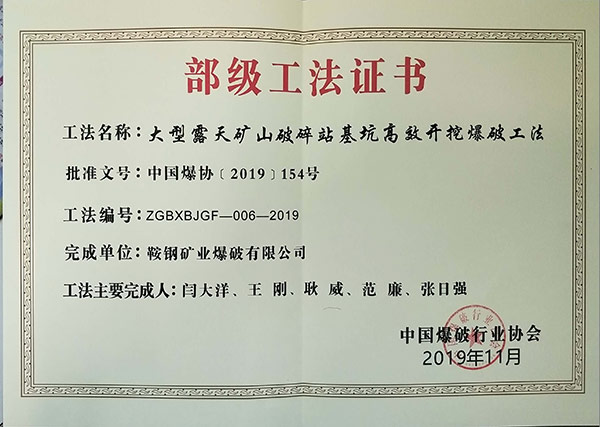 部级工法证书
工法名称：大型露天矿山破碎站基坑高效开挖爆破工法
批准文号：中国爆协﹝2019﹞154号
工法编号：ZGBXBJGF—006—2019
完成单位：鞍钢矿业爆破有限公司
工法主要完成人：闫大洋、王 刚、耿 威、范 廉、张日强
中国爆破行业协会
2019年11月